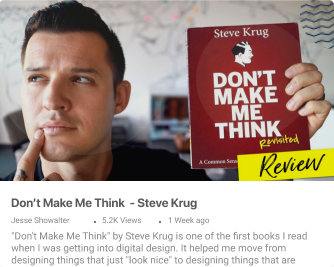 Steve Krug
DON'T
MAKE
ME
THINK
revisited
A Common Sens
Review
Don't Make Me Think - Steve Krug
Jesse Showalter • 5.2K Views • 1 Week ago
"Don't Make Me Think" by Steve Krug is one of the first books I read
when I was getting into digital design. It helped me move from
designing things that just "look nice" to designing things that are